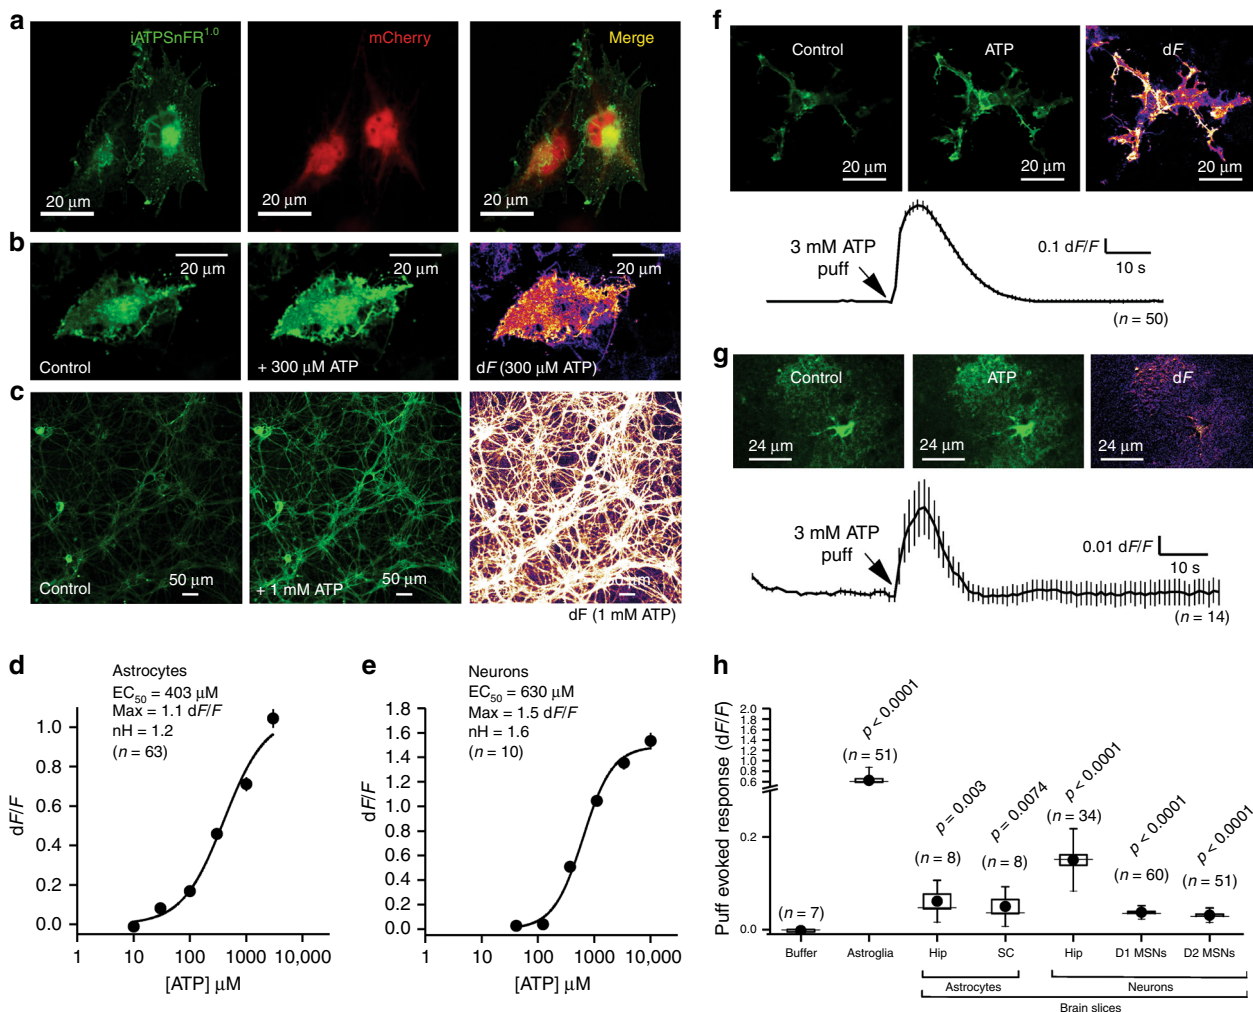 a
iATPSnFR1.0
mCherry
Merge
20 μm
20 μm
20 μm
b
20 μm
20 μm
Control
+ 300 μM ATP
dF (300 μM ATP)
c
Control
50 μm
+ 1 mM ATP
50 μm
dF (1 mM ATP)
d
Astrocytes
EC50 = 403 μM
Max = 1.1 dF/F
nH = 1.2
(n = 63)
1.0
0.8
0.6
0.4
0.2
0.0
dF/F
1 10 100 1000 10,000
[ATP] μM
e
Neurons
EC50 = 630 μM
Max = 1.5 dF/F
nH = 1.6
(n = 10)
1.8
1.6
1.4
1.2
1.0
0.8
0.6
0.4
0.2
0.0
dF/F
1 10 100 1000 10,000
[ATP] μM
f
Control
ATP
dF
20 μm
20 μm
20 μm
3 mM ATP
puff
0.1 dF/F
10 s
(n = 50)
g
Control
ATP
dF
24 μm
24 μm
24 μm
3 mM ATP
puff
0.01 dF/F
10 s
(n = 14)
h
Puff evoked response (dF/F)
2.0
1.8
1.6
1.4
1.2
1.0
0.8
0.6
0.2
0.0
(n = 7)
p < 0.0001
(n = 51)
p = 0.003
(n = 8)
p = 0.0074
(n = 8)
p < 0.0001
(n = 34)
p < 0.0001
(n = 60)
p < 0.0001
(n = 51)
Buffer Astroglia Hip SC Hip D1 MSNs D2 MSNs
Astrocytes Neurons
Brain slices